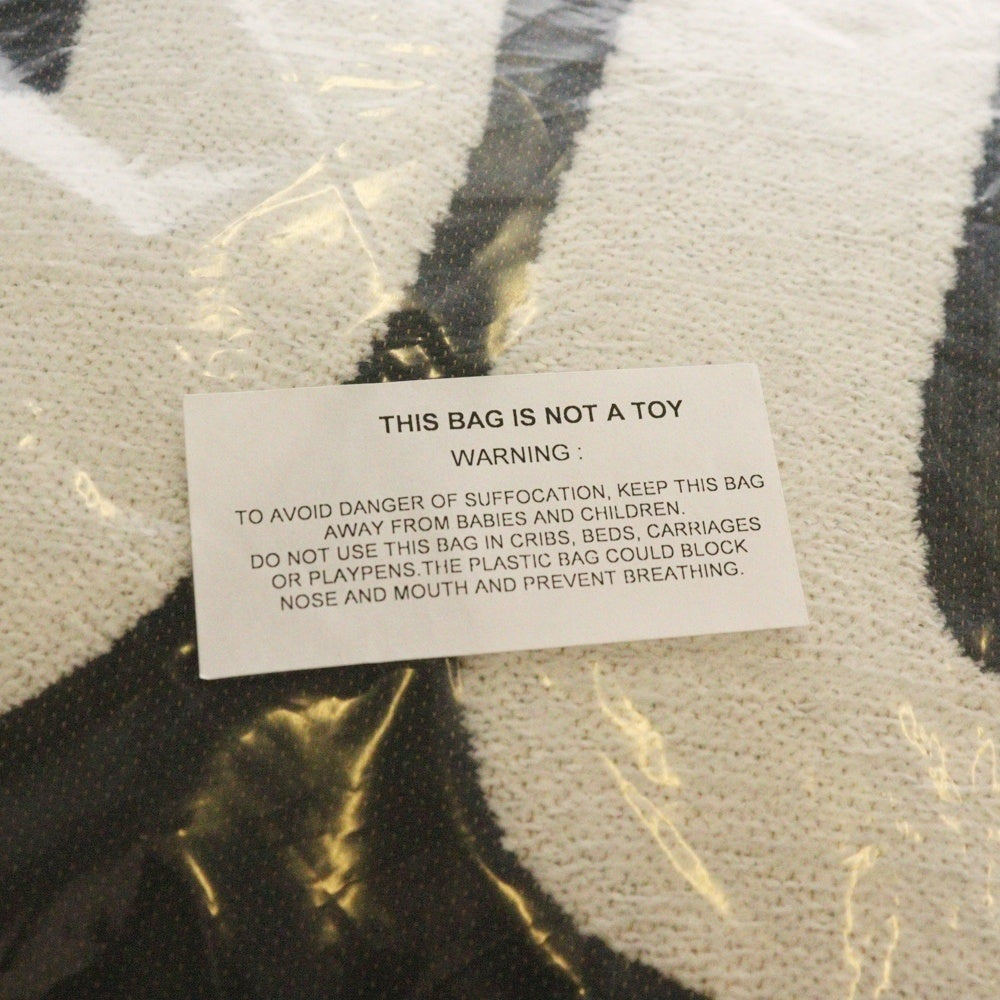 THIS BAG IS NOT A TOY
WARNING :
TO AVOID DANGER OF SUFFOCATION, KEEP THIS BAG
AWAY FROM BABIES AND CHILDREN.
DO NOT USE THIS BAG IN CRIBS, BEDS, CARRIAGES
OR PLAYPENS.THE PLASTIC BAG COULD BLOCK
NOSE AND MOUTH AND PREVENT BREATHING.